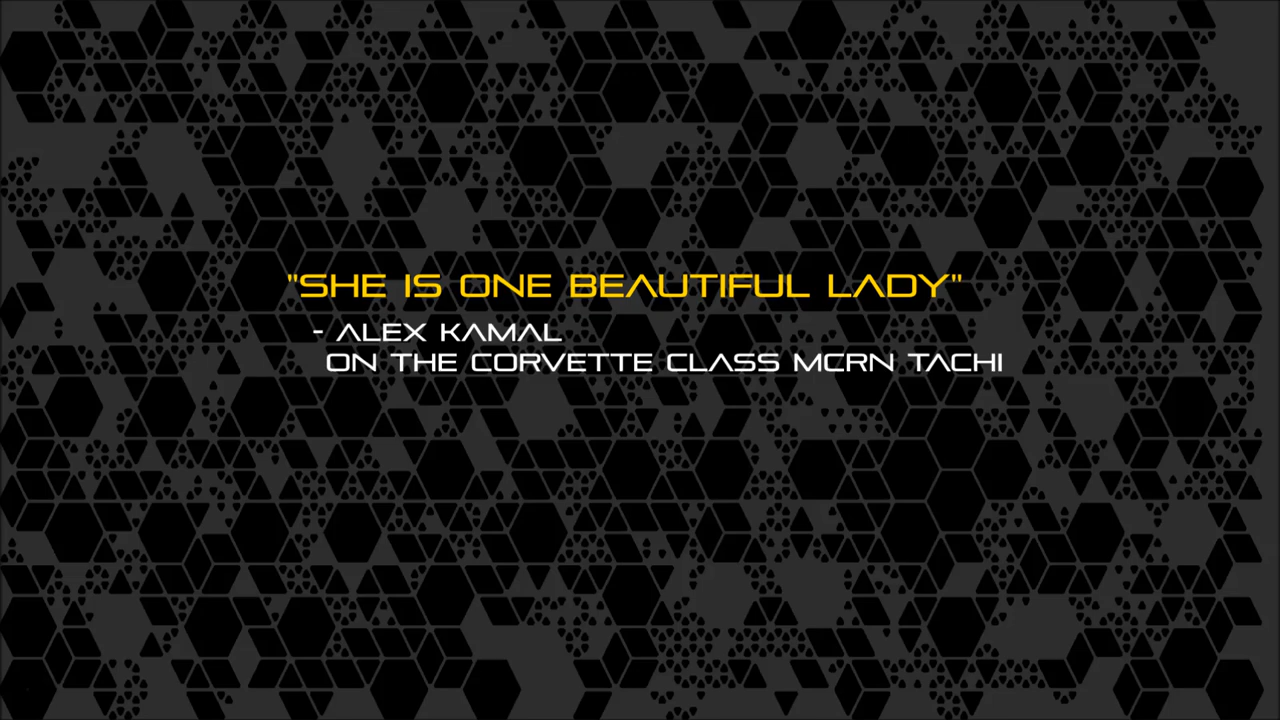 "SHE IS ONE BEAUTIFUL LADY"
- ALEX KAMAL
ON THE CORVETTE CLASS MCRN TACHI